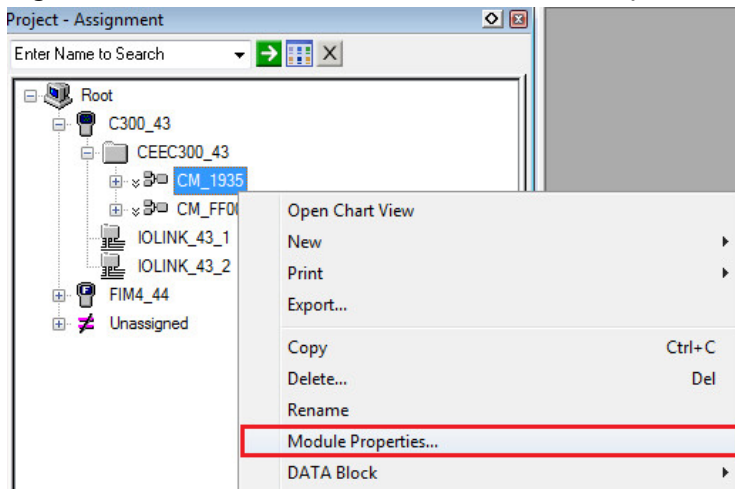 Project - Assignment
Enter Name to Search
Root
C300_43
CEEC300_43
CM_1935
CM_FF0
IOLINK_43_1
IOLINK_43_2
FIM4_44
Unassigned
Open Chart View
New
Print
Export...
Copy Ctrl+C
Delete... Del
Rename
Module Properties...
DATA Block